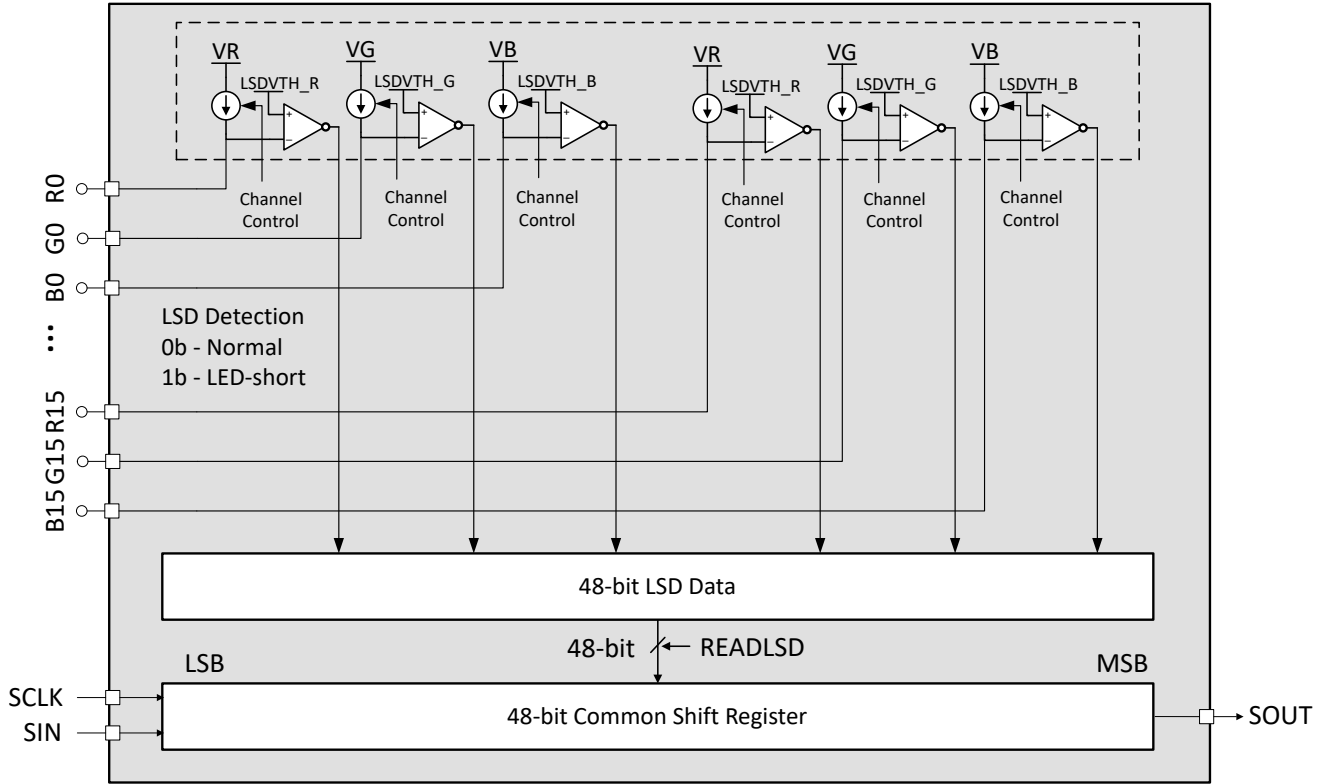 VR
VG
VB
VR
VG
VB
LSDVTH_R
LSDVTH_G
LSDVTH_B
LSDVTH_R
LSDVTH_G
LSDVTH_B
+
+
+
+
+
+
−
−
−
−
−
−
Channel
Control
Channel
Control
Channel
Control
Channel
Control
Channel
Control
Channel
Control
R0
G0
B0
...
R15
G15
B15
LSD Detection
0b - Normal
1b - LED-short
48-bit LSD Data
48-bit
READLSD
LSB
MSB
SCLK
SIN
48-bit Common Shift Register
SOUT